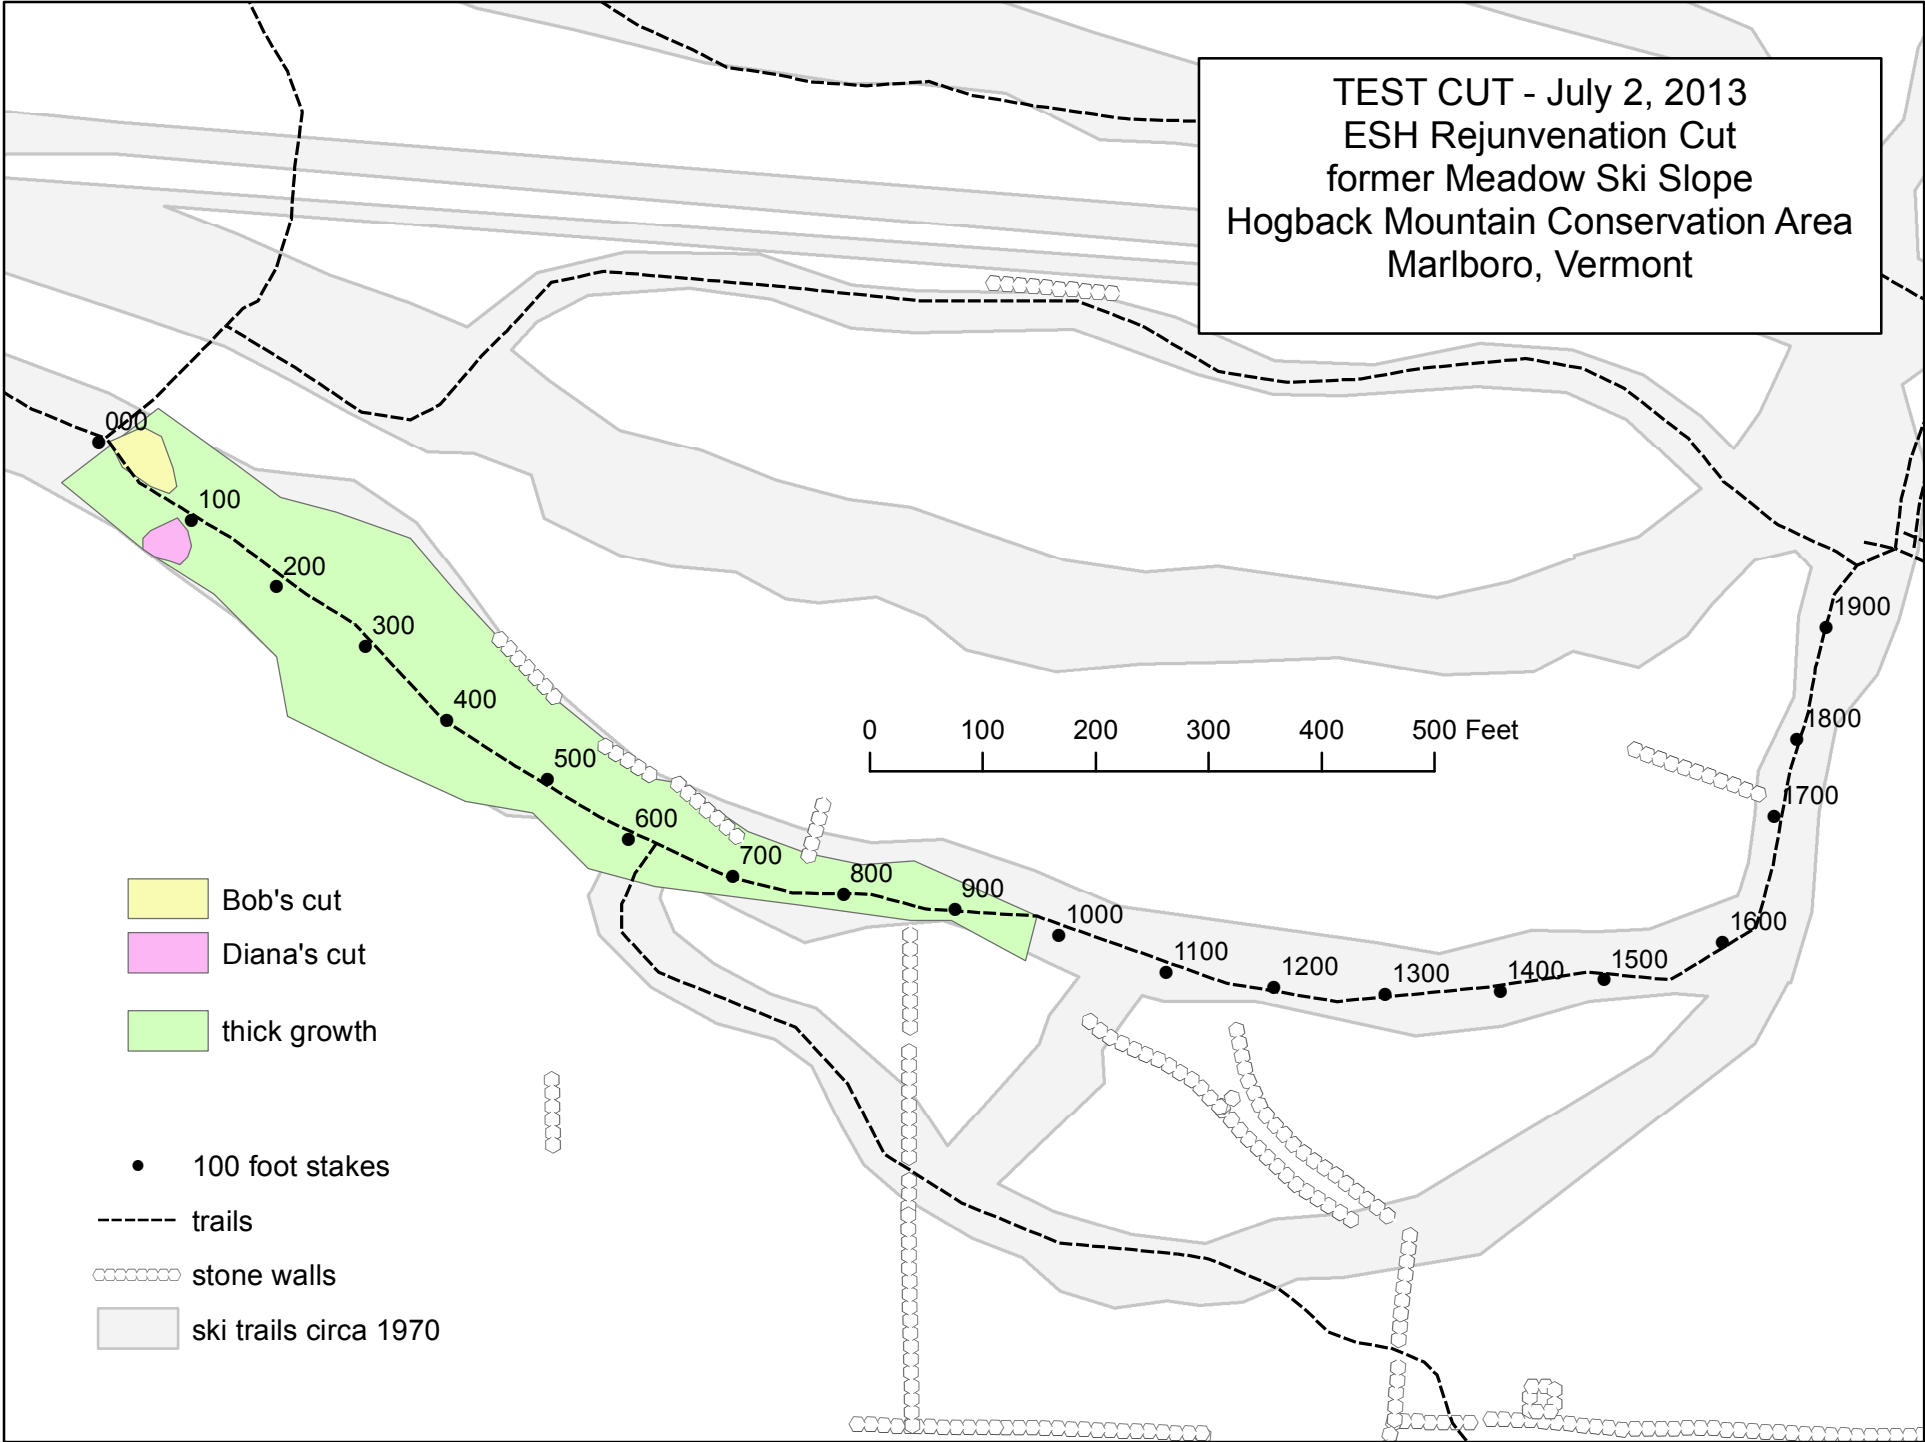 TEST CUT - July 2, 2013
ESH Rejunvenation Cut
former Meadow Ski Slope
Hogback Mountain Conservation Area
Marlboro, Vermont
000
100
200
300
400
500
600
700
800
900
1000
1100
1200
1300
1400
1500
1600
1700
1800
1900
0 100 200 300 400 500 Feet
Bob's cut
Diana's cut
thick growth
100 foot stakes
trails
stone walls
ski trails circa 1970